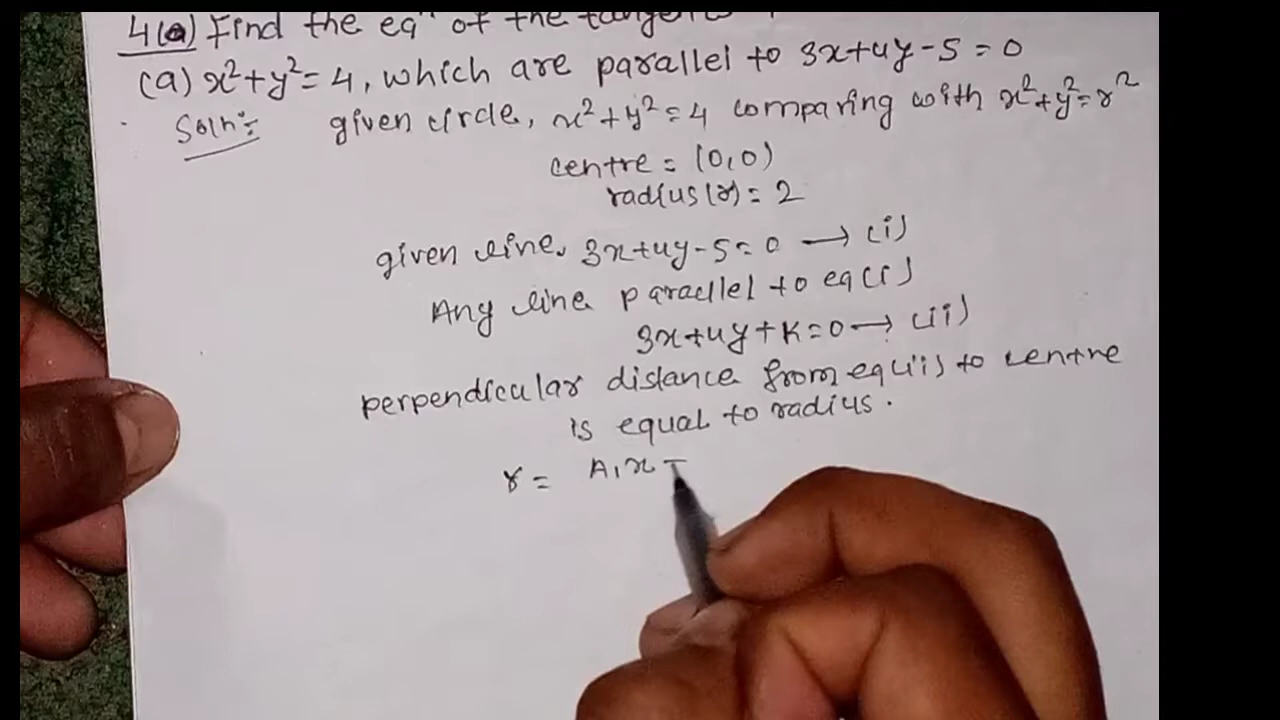 4(a) Find the eqⁿ of the tangents
(a) x²+y²=4, which are parallel to 3x+4y-5=0
Solⁿ:- given circle, x²+y²=4 comparing with x²+y²=r²
centre = (0,0)
radius(r) = 2
given line, 3x+4y-5=0 → (i)
Any line parallel to eq(i)
3x+4y+K=0 → (ii)
perpendicular distance from eq(ii) to centre
is equal to radius.
r = A₁x